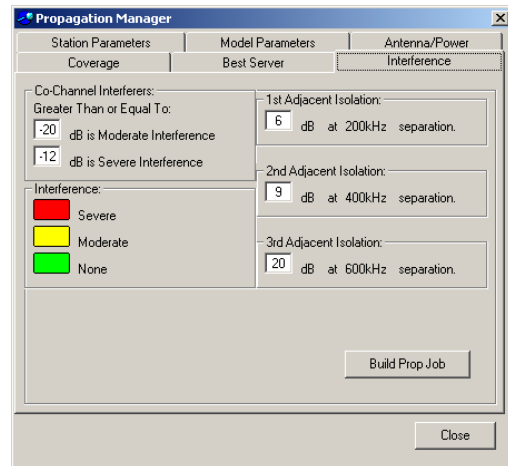 Propagation Manager
Station Parameters
Model Parameters
Antenna/Power
Coverage
Best Server
Interference
Co-Channel Interferers:
Greater Than or Equal To:
-20 dB is Moderate Interference
-12 dB is Severe Interference
Interference:
Severe
Moderate
None
1st Adjacent Isolation:
6 dB at 200kHz separation.
2nd Adjacent Isolation:
9 dB at 400kHz separation.
3rd Adjacent Isolation:
20 dB at 600kHz separation.
Build Prop Job
Close